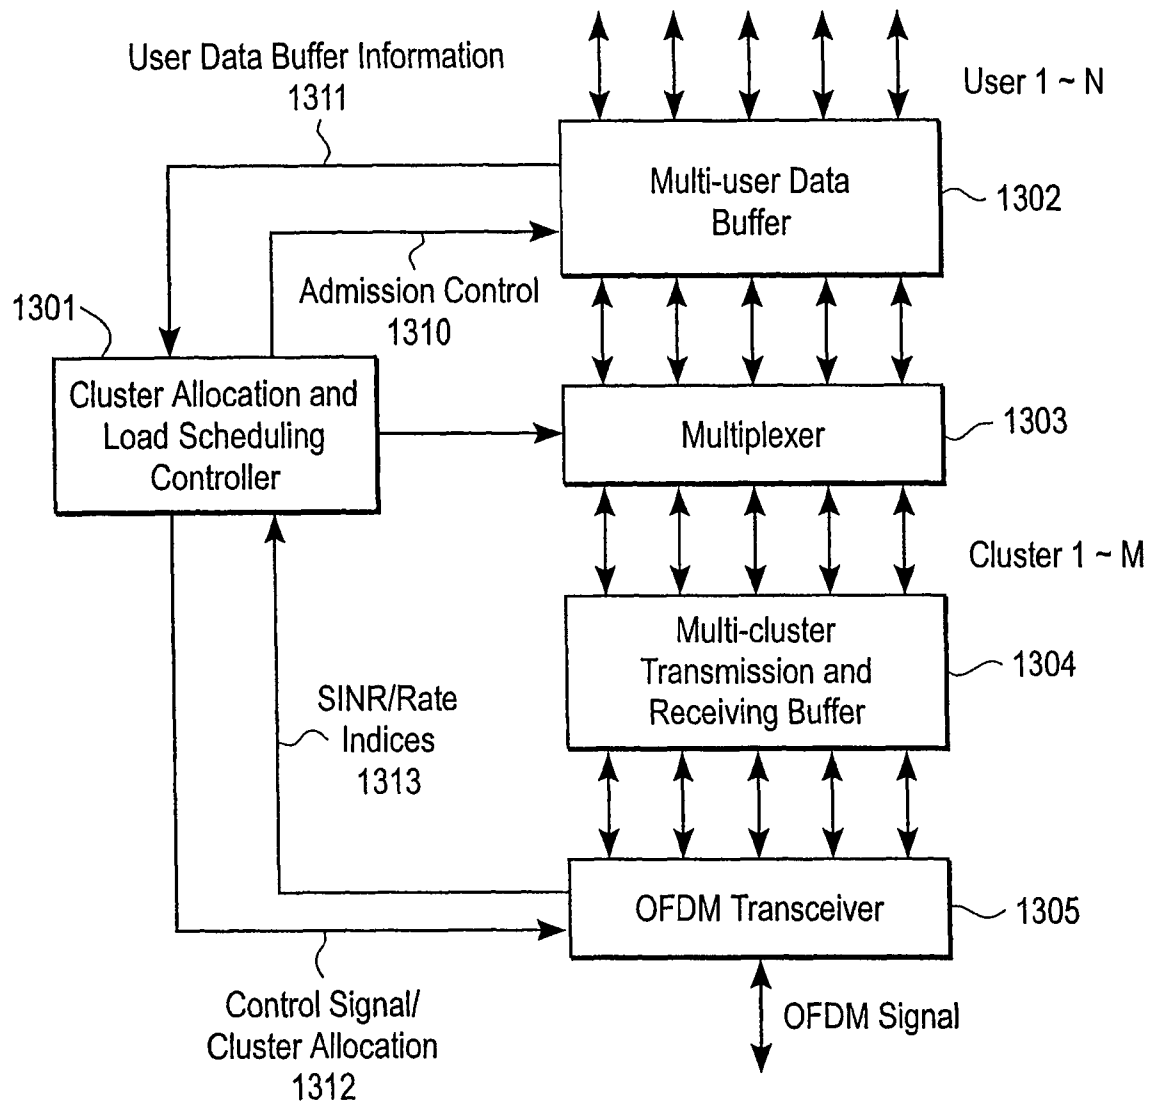 User Data Buffer Information
1311
User 1 ~ N
Multi-user Data
Buffer
1302
Admission Control
1310
1301
Cluster Allocation and
Load Scheduling
Controller
Multiplexer
1303
Cluster 1 ~ M
Multi-cluster
Transmission and
Receiving Buffer
1304
SINR/Rate
Indices
1313
OFDM Transceiver
1305
Control Signal/
Cluster Allocation
1312
OFDM Signal